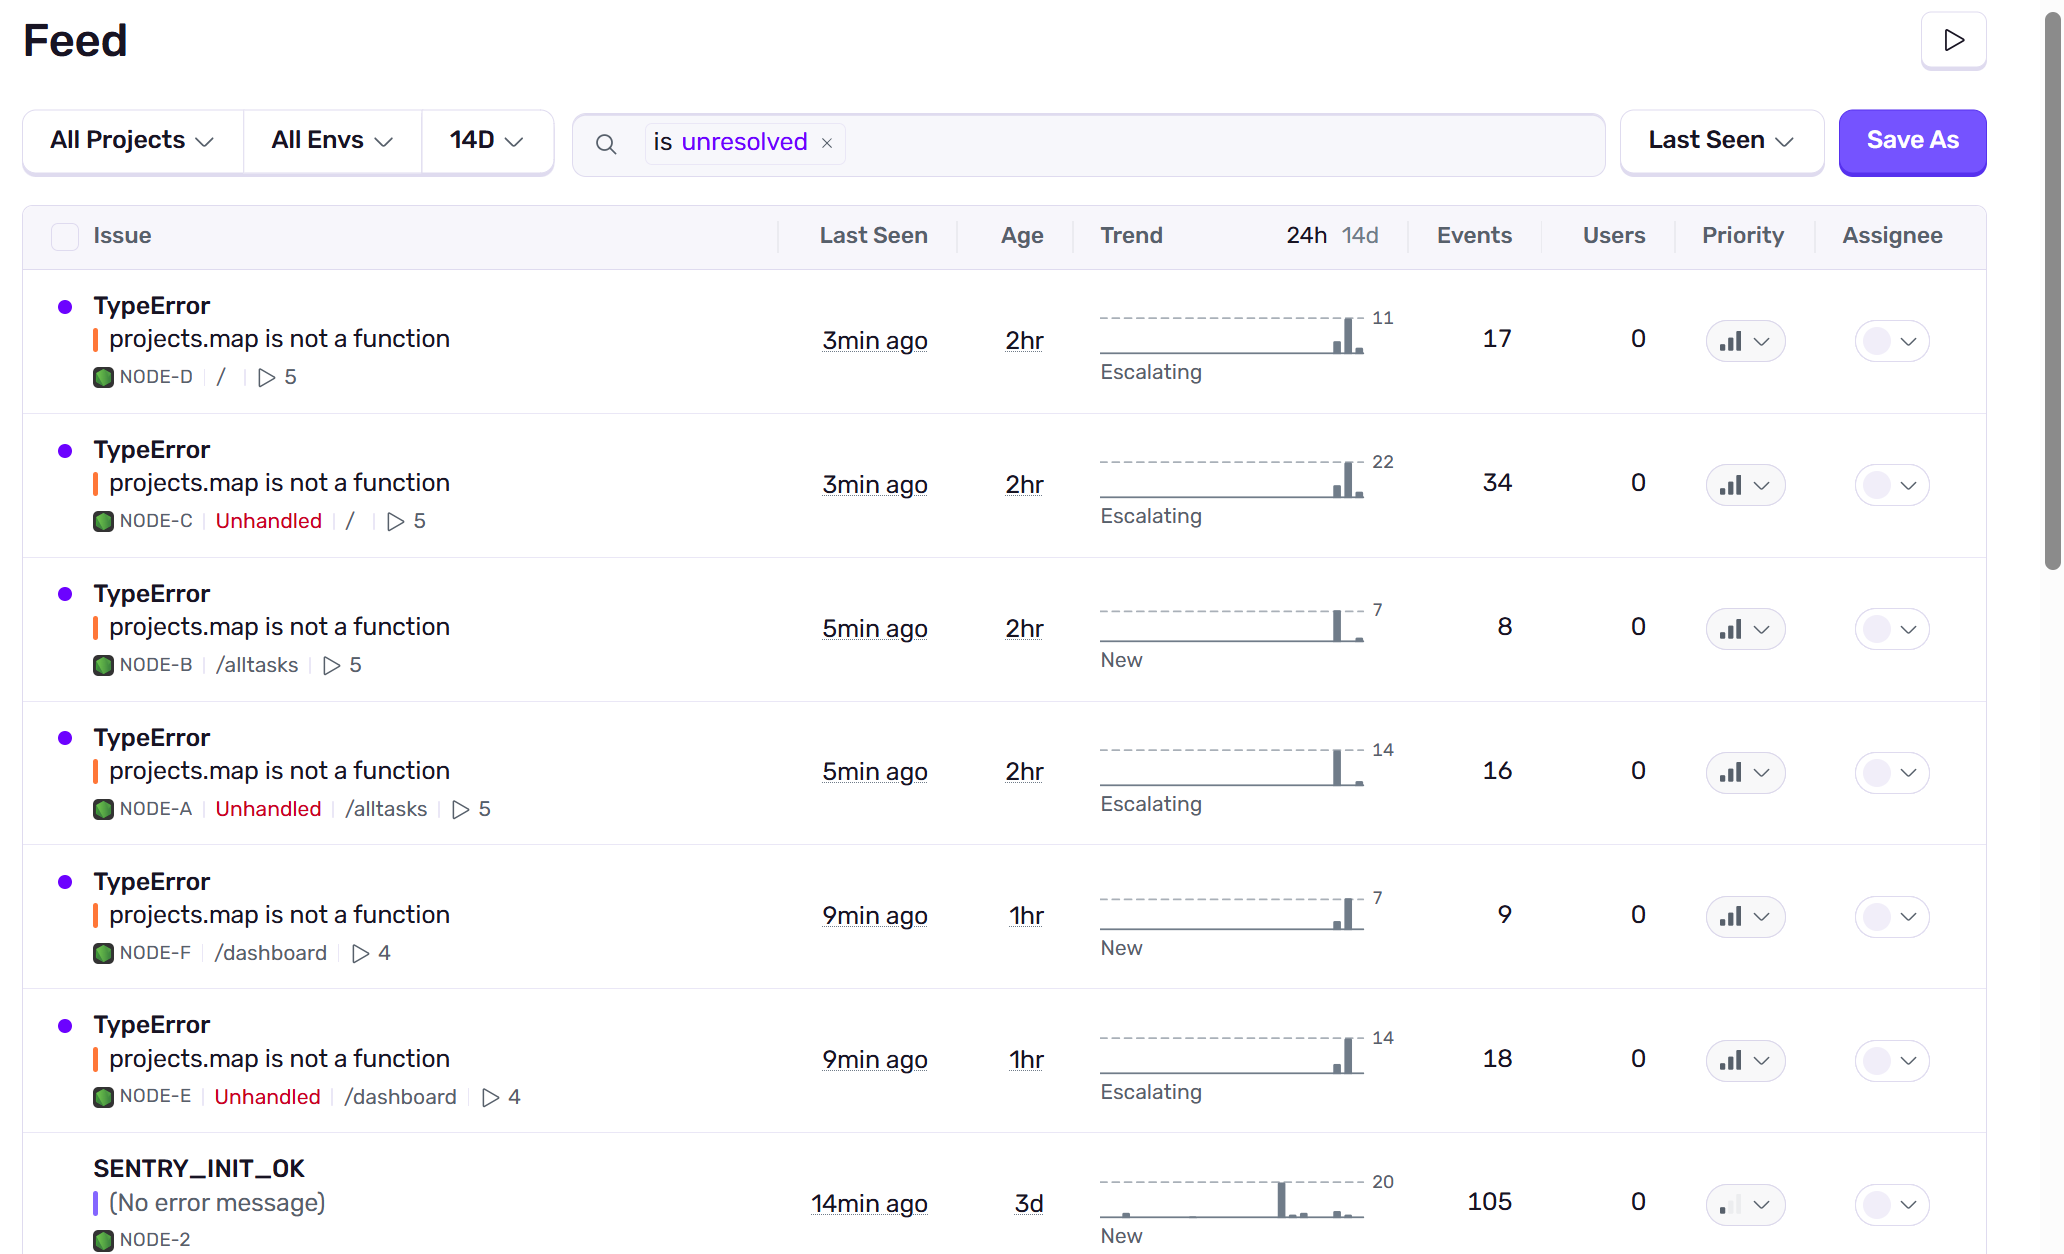 Feed
All Projects All Envs 14D is unresolved × Last Seen Save As
Issue Last Seen Age Trend 24h 14d Events Users Priority Assignee
TypeError
projects.map is not a function 3min ago 2hr 11 17 0
NODE-D / 5 Escalating
TypeError
projects.map is not a function 3min ago 2hr 22 34 0
NODE-C Unhandled / 5 Escalating
TypeError
projects.map is not a function 5min ago 2hr 7 8 0
NODE-B /alltasks 5 New
TypeError
projects.map is not a function 5min ago 2hr 14 16 0
NODE-A Unhandled /alltasks 5 Escalating
TypeError
projects.map is not a function 9min ago 1hr 7 9 0
NODE-F /dashboard 4 New
TypeError
projects.map is not a function 9min ago 1hr 14 18 0
NODE-E Unhandled /dashboard 4 Escalating
SENTRY_INIT_OK
(No error message) 14min ago 3d 20 105 0
NODE-2 New